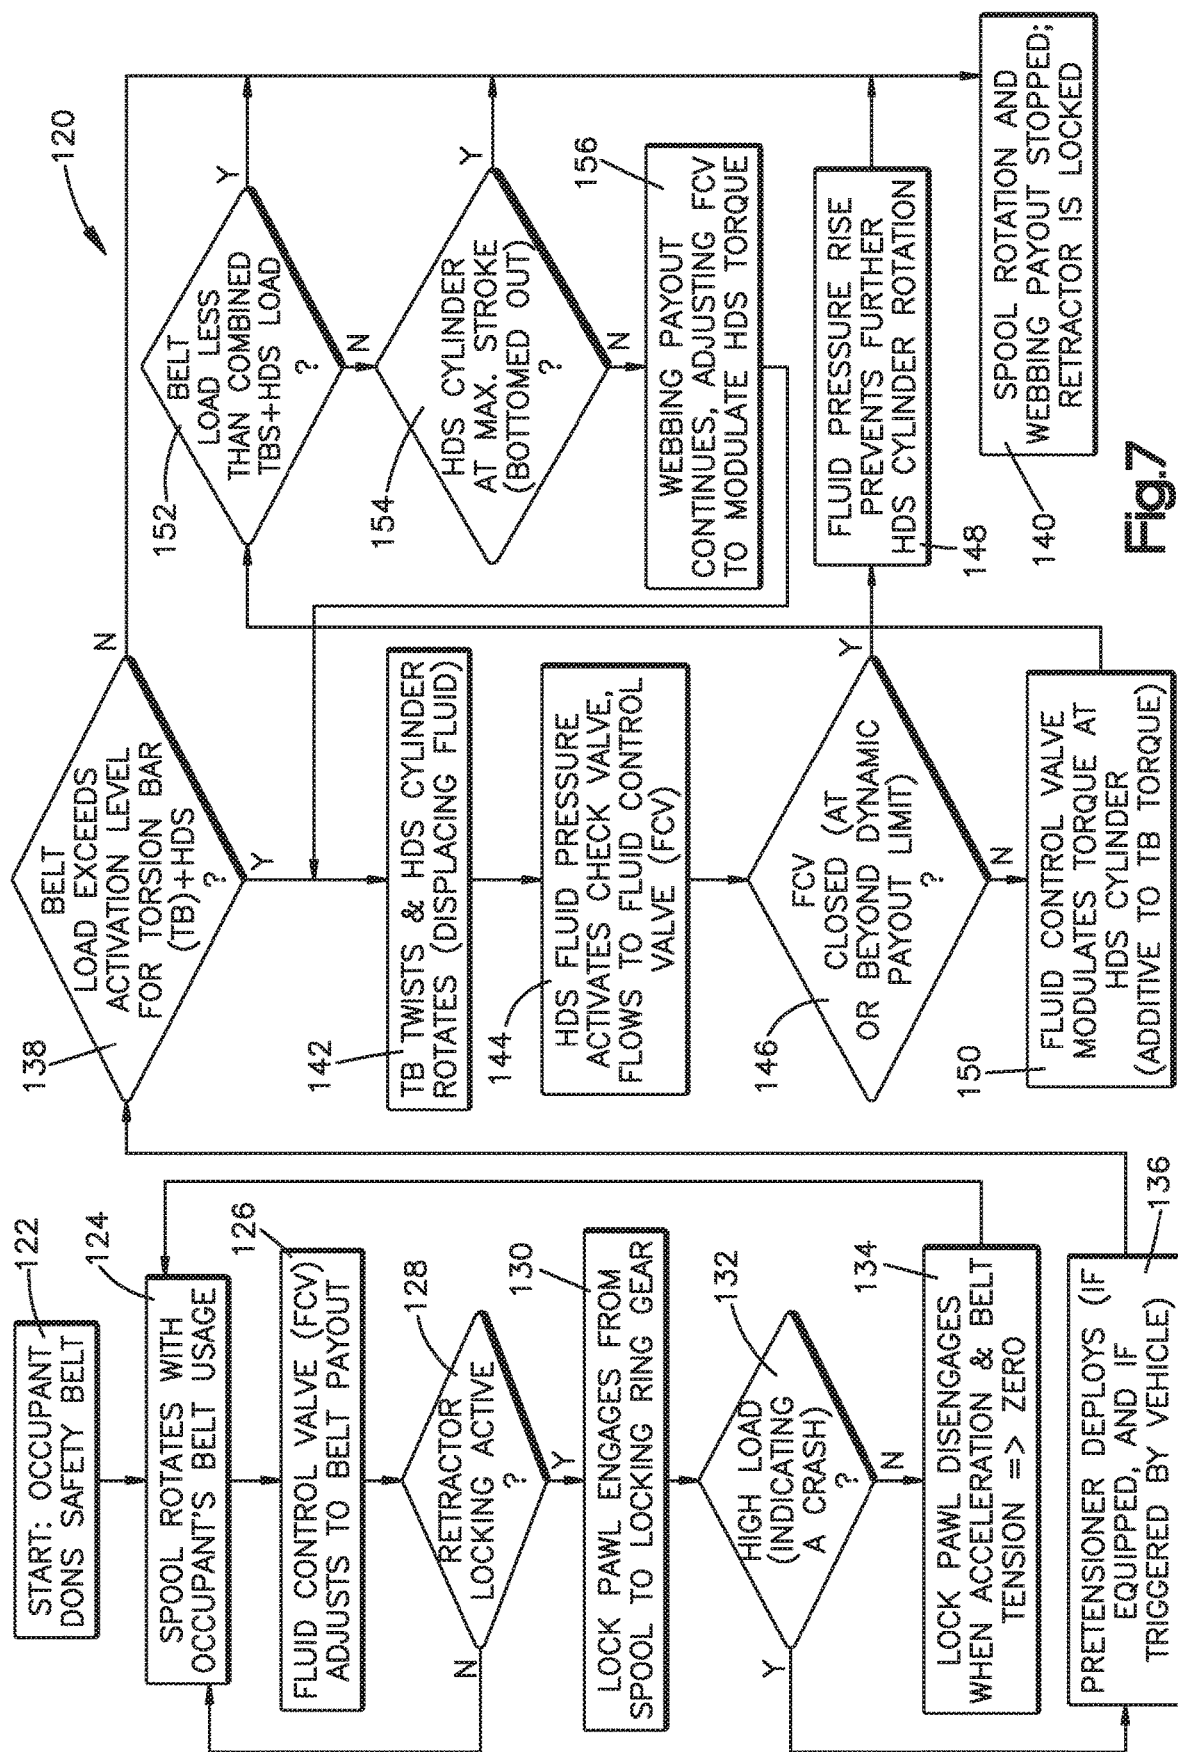 120
START: OCCUPANT
DONS SAFETY BELT
122
SPOOL ROTATES WITH
OCCUPANT'S BELT USAGE
124
FLUID CONTROL VALVE (FCV)
ADJUSTS TO BELT PAYOUT
126
RETRACTOR
LOCKING ACTIVE
?
128
N
Y
LOCK PAWL ENGAGES FROM
SPOOL TO LOCKING RING GEAR
130
HIGH LOAD
(INDICATING
A CRASH)
?
132
Y
N
LOCK PAWL DISENGAGES
WHEN ACCELERATION & BELT
TENSION => ZERO
134
PRETENSIONER DEPLOYS (IF
EQUIPPED, AND IF
TRIGGERED BY VEHICLE)
136
BELT
LOAD EXCEEDS
ACTIVATION LEVEL
FOR TORSION BAR
(TB)+HDS
?
138
N
Y
TB TWISTS & HDS CYLINDER
ROTATES (DISPLACING FLUID)
142
HDS FLUID PRESSURE
ACTIVATES CHECK VALVE,
FLOWS TO FLUID CONTROL
VALVE (FCV)
144
FCV
CLOSED (AT
OR BEYOND DYNAMIC
PAYOUT LIMIT)
?
146
Y
N
FLUID CONTROL VALVE
MODULATES TORQUE AT
HDS CYLINDER
(ADDITIVE TO TB TORQUE)
150
BELT
LOAD LESS
THAN COMBINED
TBS+HDS LOAD
?
152
Y
N
HDS CYLINDER
AT MAX. STROKE
(BOTTOMED OUT)
?
154
Y
N
WEBBING PAYOUT
CONTINUES, ADJUSTING FCV
TO MODULATE HDS TORQUE
156
FLUID PRESSURE RISE
PREVENTS FURTHER
HDS CYLINDER ROTATION
148
SPOOL ROTATION AND
WEBBING PAYOUT STOPPED;
RETRACTOR IS LOCKED
140
Fig.7